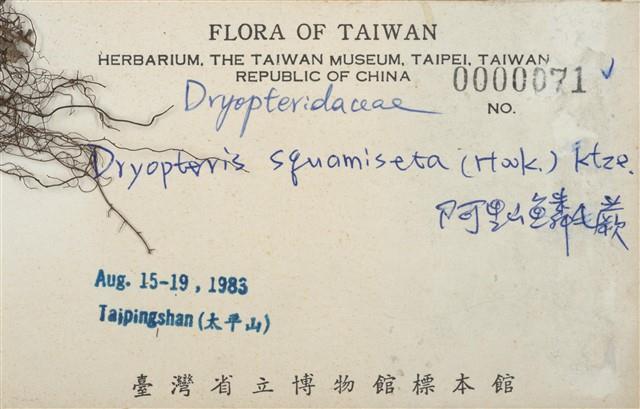 FLORA OF TAIWAN
HERBARIUM, THE TAIWAN MUSEUM, TAIPEI, TAIWAN
REPUBLIC OF CHINA
0000071
NO.
Dryopteridaceae
Dryopteris squamiseta (Hook.) Ktze.
阿里山鱗毛蕨
Aug. 15-19, 1983
Taipingshan (太平山)
臺灣省立博物館標本館